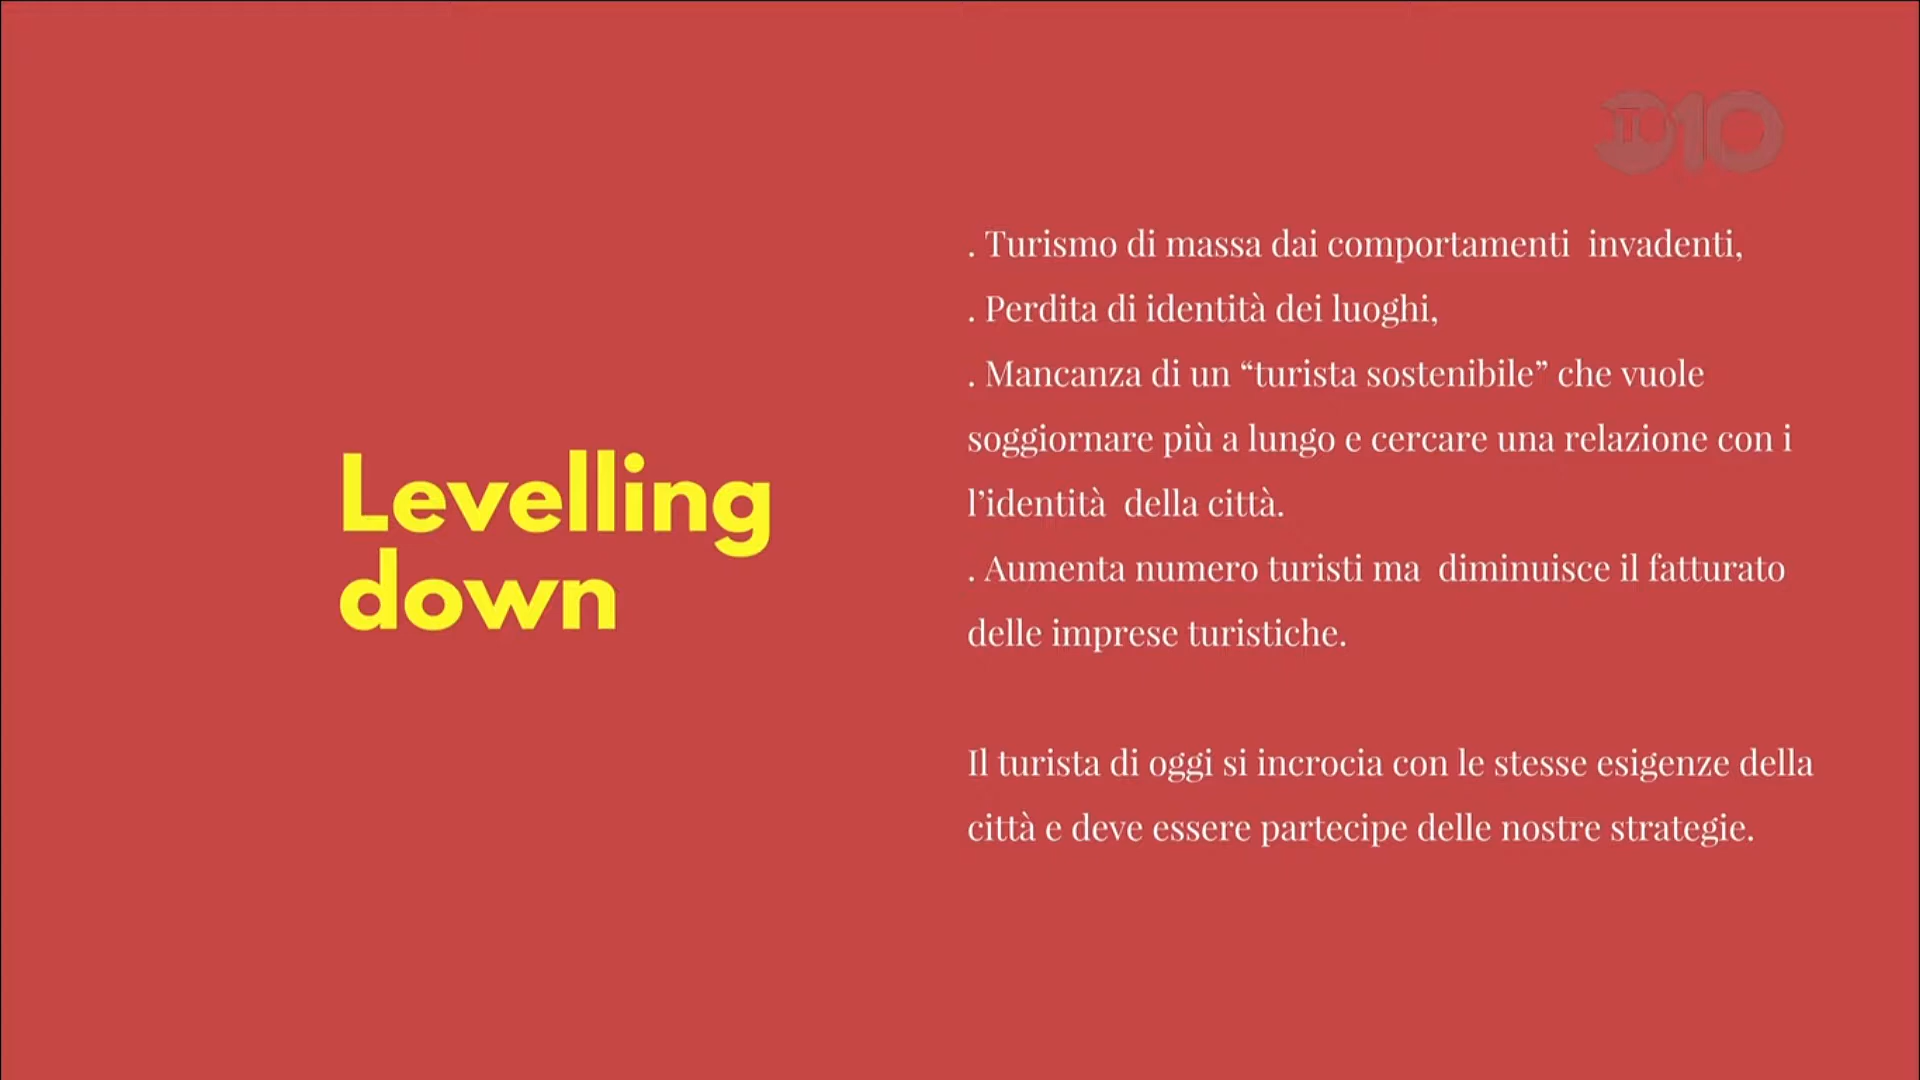 Levelling
down
. Turismo di massa dai comportamenti  invadenti,
. Perdita di identità dei luoghi,
. Mancanza di un “turista sostenibile” che vuole
soggiornare più a lungo e cercare una relazione con i
l’identità  della città.
. Aumenta numero turisti ma  diminuisce il fatturato
delle imprese turistiche.
Il turista di oggi si incrocia con le stesse esigenze della
città e deve essere partecipe delle nostre strategie.